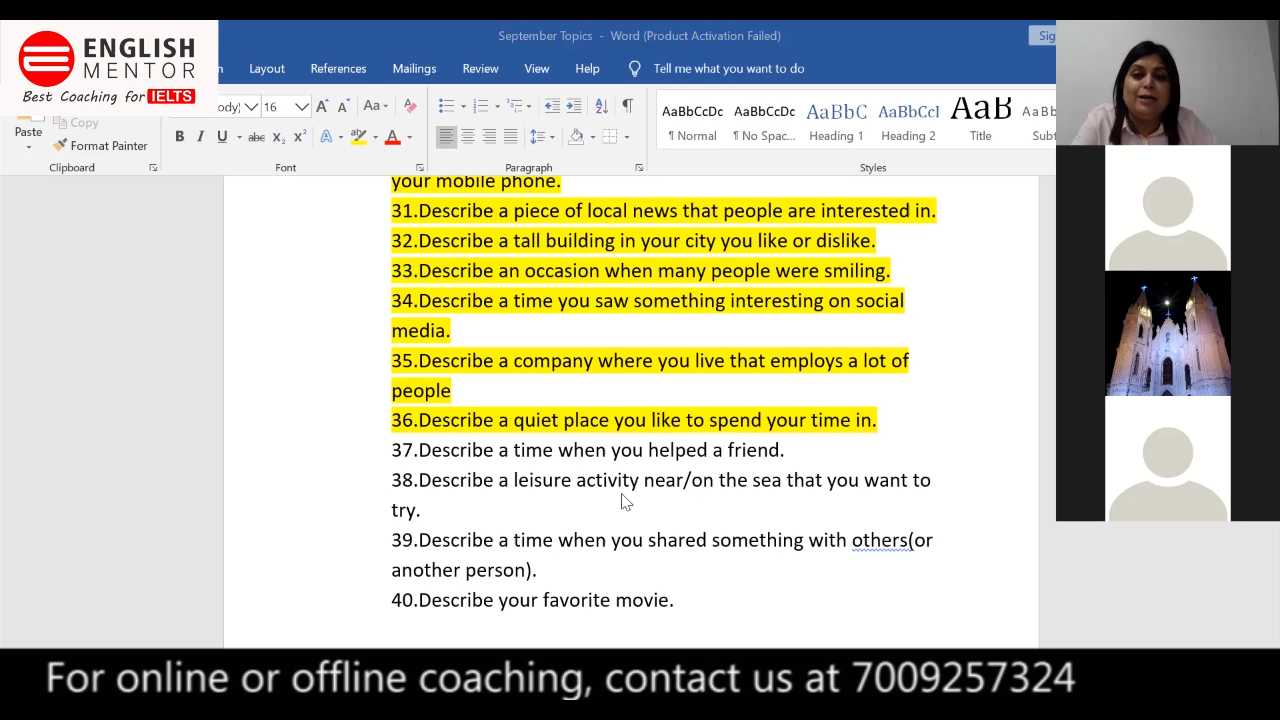 ENGLISH
MENTOR
Best Coaching for IELTS
September Topics - Word (Product Activation Failed)
Sig
Layout References Mailings Review View Help Tell me what you want to do
16 Aa
Paste
Copy
Format Painter
B I U abc X₂ X² A A
Clipboard Font Paragraph Styles
AaBbCcDc AaBbCcDc AaBbC AaBbCcI AaB AaBb
¶ Normal ¶ No Spac... Heading 1 Heading 2 Title Subt
your mobile phone.
31.Describe a piece of local news that people are interested in.
32.Describe a tall building in your city you like or dislike.
33.Describe an occasion when many people were smiling.
34.Describe a time you saw something interesting on social
media.
35.Describe a company where you live that employs a lot of
people
36.Describe a quiet place you like to spend your time in.
37.Describe a time when you helped a friend.
38.Describe a leisure activity near/on the sea that you want to
try.
39.Describe a time when you shared something with others(or
another person).
40.Describe your favorite movie.
For online or offline coaching, contact us at 7009257324